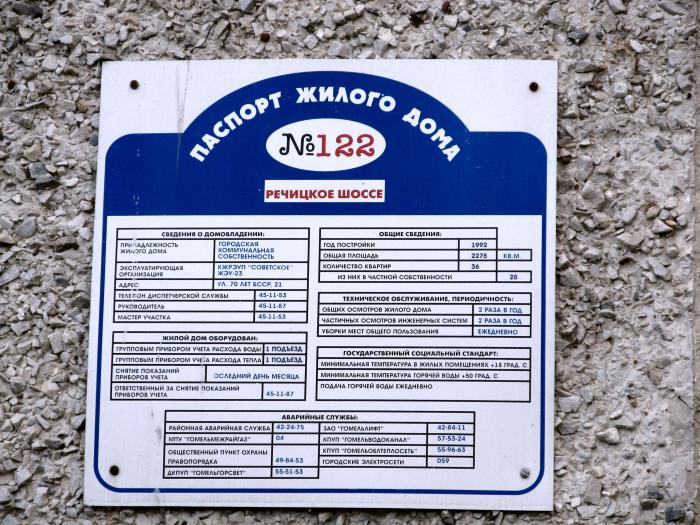 ПАСПОРТ ЖИЛОГО ДОМА
№122
РЕЧИЦКОЕ ШОССЕ
СВЕДЕНИЯ О ДОМОВЛАДЕНИИ:
ПРИНАДЛЕЖНОСТЬ ЖИЛОГО ДОМА ГОРОДСКАЯ КОММУНАЛЬНАЯ СОБСТВЕННОСТЬ
ЭКСПЛУАТИРУЮЩАЯ ОРГАНИЗАЦИЯ КЖРЭУП "СОВЕТСКОЕ" ЖЭУ-23
АДРЕС УЛ. 70 ЛЕТ БССР, 21
ТЕЛЕФОН ДИСПЕТЧЕРСКОЙ СЛУЖБЫ 45-11-53
РУКОВОДИТЕЛЬ 45-11-87
МАСТЕР УЧАСТКА 45-11-53
ЖИЛОЙ ДОМ ОБОРУДОВАН:
ГРУППОВЫМ ПРИБОРОМ УЧЕТА РАСХОДА ВОДЫ 1 ПОДЪЕЗД
ГРУППОВЫМ ПРИБОРОМ УЧЕТА РАСХОДА ТЕПЛА 1 ПОДЪЕЗД
СНЯТИЕ ПОКАЗАНИЙ ПРИБОРОВ УЧЕТА ПОСЛЕДНИЙ ДЕНЬ МЕСЯЦА
ОТВЕТСТВЕННЫЙ ЗА СНЯТИЕ ПОКАЗАНИЙ ПРИБОРОВ УЧЕТА 45-11-87
ОБЩИЕ СВЕДЕНИЯ:
ГОД ПОСТРОЙКИ 1992
ОБЩАЯ ПЛОЩАДЬ 2275 КВ.М.
КОЛИЧЕСТВО КВАРТИР 36
ИЗ НИХ В ЧАСТНОЙ СОБСТВЕННОСТИ 28
ТЕХНИЧЕСКОЕ ОБСЛУЖИВАНИЕ, ПЕРИОДИЧНОСТЬ:
ОБЩИХ ОСМОТРОВ ЖИЛОГО ДОМА 2 РАЗА В ГОД
ЧАСТИЧНЫХ ОСМОТРОВ ИНЖЕНЕРНЫХ СИСТЕМ 2 РАЗА В ГОД
УБОРКИ МЕСТ ОБЩЕГО ПОЛЬЗОВАНИЯ ЕЖЕДНЕВНО
ГОСУДАРСТВЕННЫЙ СОЦИАЛЬНЫЙ СТАНДАРТ:
МИНИМАЛЬНАЯ ТЕМПЕРАТУРА В ЖИЛЫХ ПОМЕЩЕНИЯХ +18 ГРАД. С
МИНИМАЛЬНАЯ ТЕМПЕРАТУРА ГОРЯЧЕЙ ВОДЫ +50 ГРАД. С
ПОДАЧА ГОРЯЧЕЙ ВОДЫ ЕЖЕДНЕВНО
АВАРИЙНЫЕ СЛУЖБЫ:
РАЙОННАЯ АВАРИЙНАЯ СЛУЖБА 42-24-75
МПУ "ГОМЕЛЬМЕЖРАЙГАЗ" 04
ОБЩЕСТВЕННЫЙ ПУНКТ ОХРАНЫ ПРАВОПОРЯДКА 49-84-53
ДКПУП "ГОМЕЛЬГОРСВЕТ" 55-51-53
ЗАО "ГОМЕЛЬЛИФТ" 42-84-11
КПУП "ГОМЕЛЬВОДОКАНАЛ" 57-53-24
КПУП "ГОМЕЛЬОБЛТЕПЛОСЕТЬ" 55-96-63
ГОРОДСКИЕ ЭЛЕКТРОСЕТИ 059